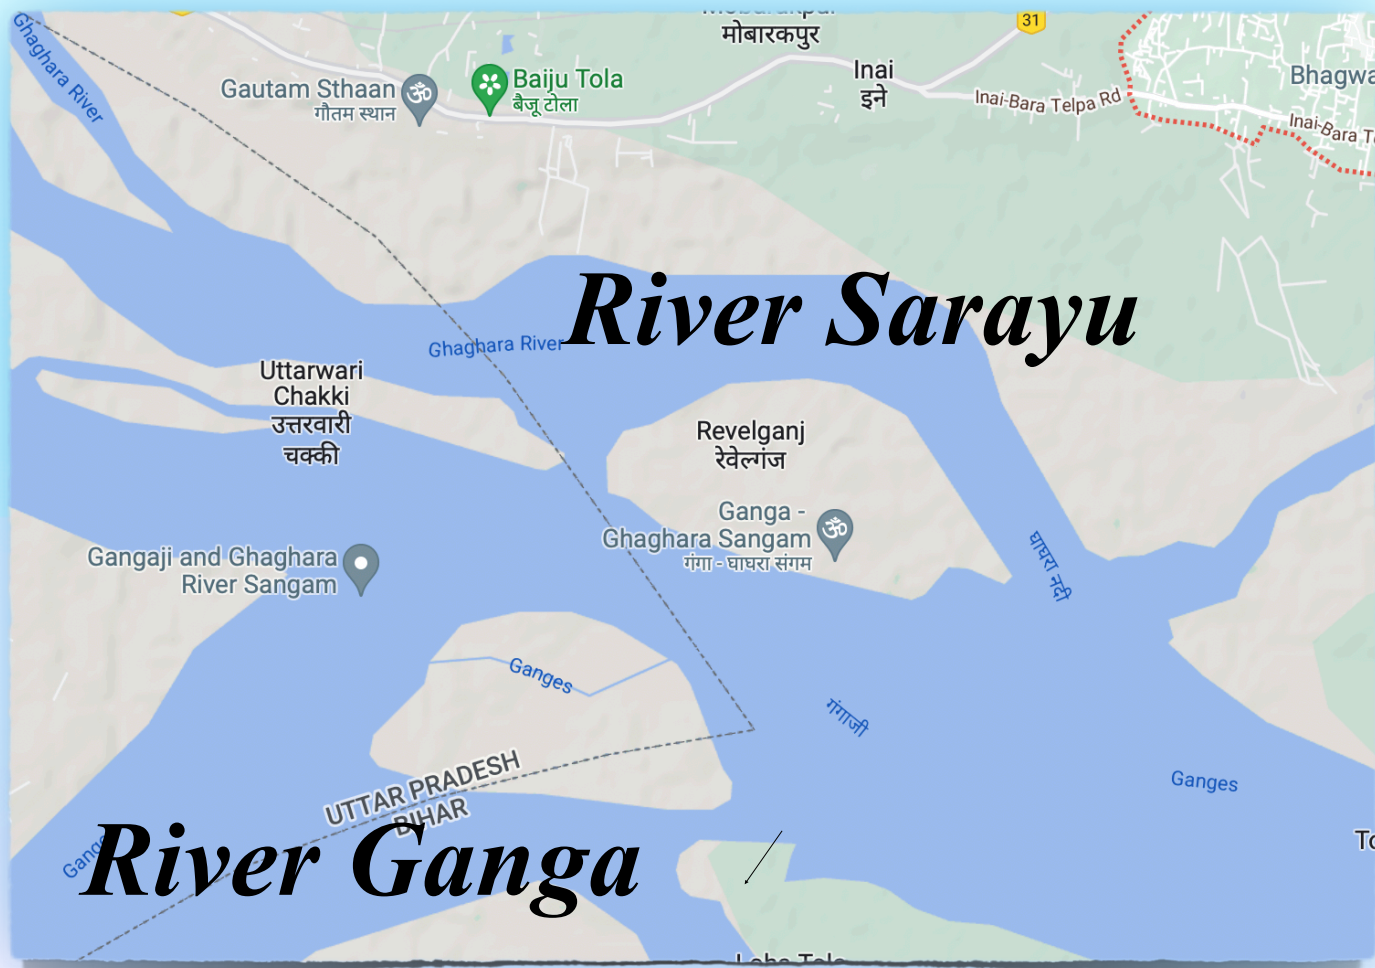 मोबारकपुर
31
Inai
इने
Bhagwa
Gautam Sthaan
गौतम स्थान
Baiju Tola
बैजू टोला
Inai-Bara Telpa Rd
Inai-Bara T
Ghaghara River
River Sarayu
Ghaghara River
Uttarwari
Chakki
उत्तरवारी
चक्की
Revelganj
रेवेल्गंज
Ganga -
Ghaghara Sangam
गंगा - घाघरा संगम
घाघरा नदी
Gangaji and Ghaghara
River Sangam
Ganges
गंगाजी
Ganges
UTTAR PRADESH
BIHAR
Gange
River Ganga